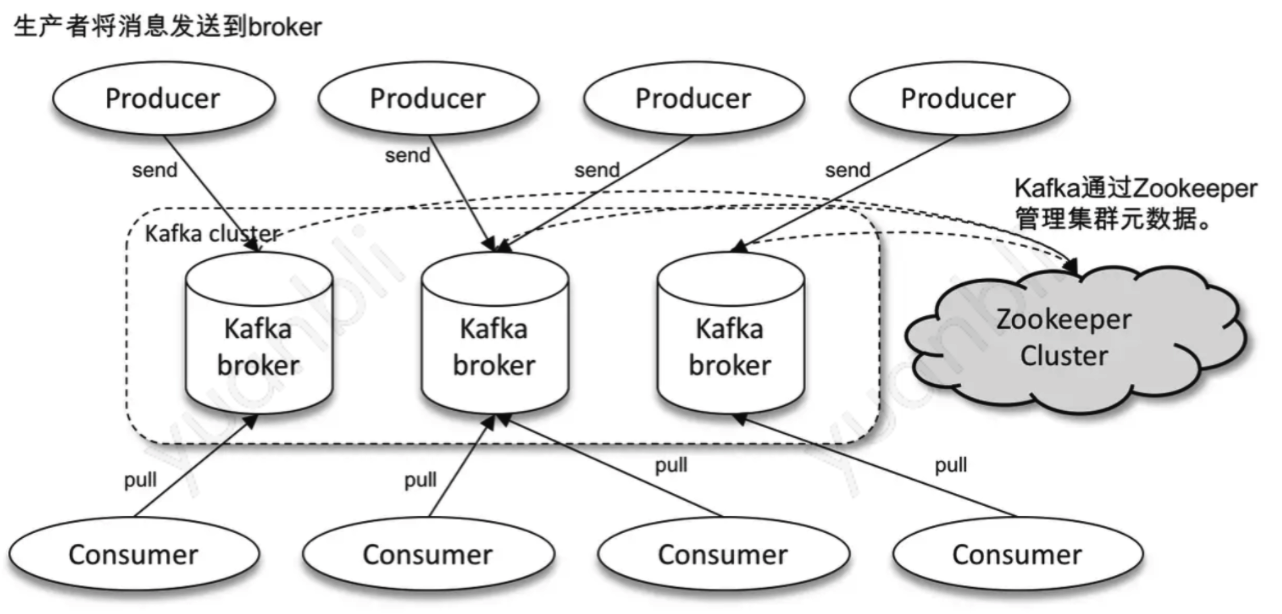 生产者将消息发送到broker
Producer
Producer
Producer
Producer
send
send
send
send
Kafka通过Zookeeper
管理集群元数据。
Kafka cluster
Kafka
broker
Kafka
broker
Kafka
broker
Zookeeper
Cluster
pull
pull
pull
pull
Consumer
Consumer
Consumer
Consumer
yuanbli
yuanbli